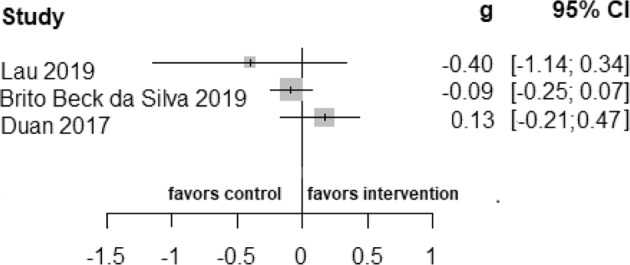 Study g 95% CI
Lau 2019 -0.40 [-1.14; 0.34]
Brito Beck da Silva 2019 -0.09 [-0.25; 0.07]
Duan 2017 0.13 [-0.21;0.47]
favors control favors intervention
-1.5 -1 -0.5 0 0.5 1